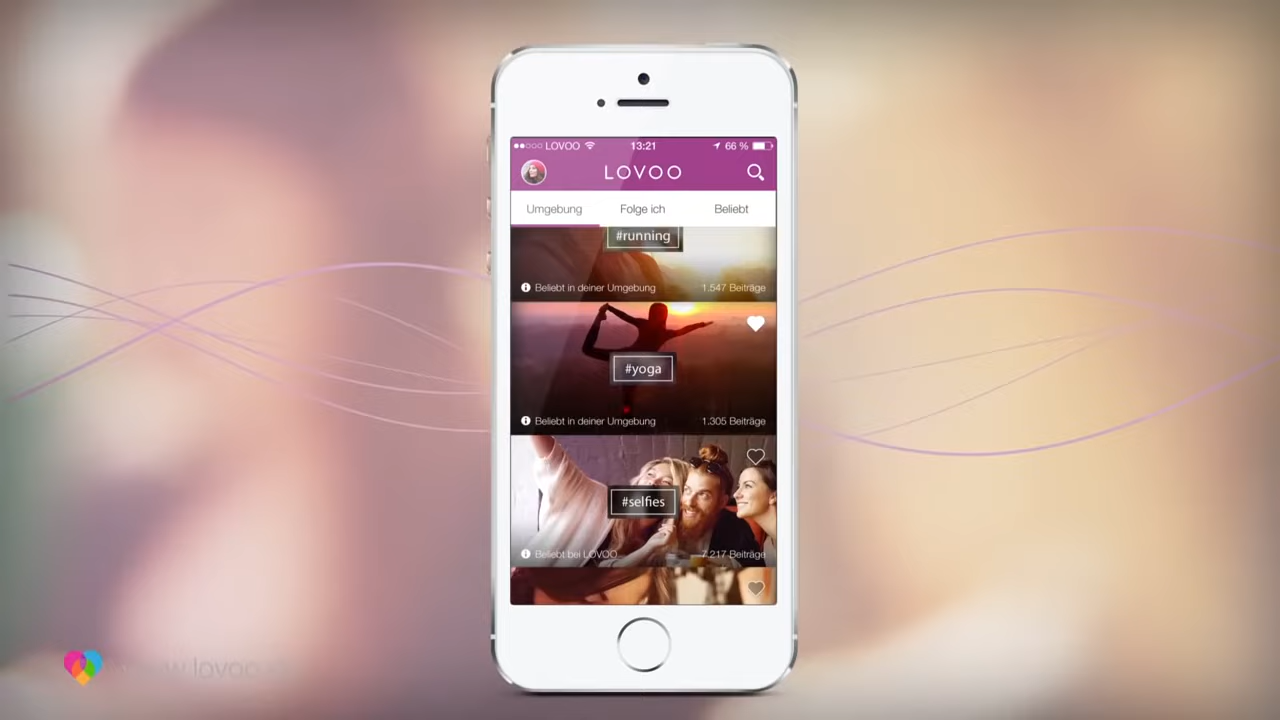 LOVOO 13:21 66 %
LOVOO
Umgebung Folge ich Beliebt
#running
Beliebt in deiner Umgebung 1.547 Beiträge
#yoga
Beliebt in deiner Umgebung 1.305 Beiträge
#selfies
Beliebt bei LOVOO 7.217 Beiträge